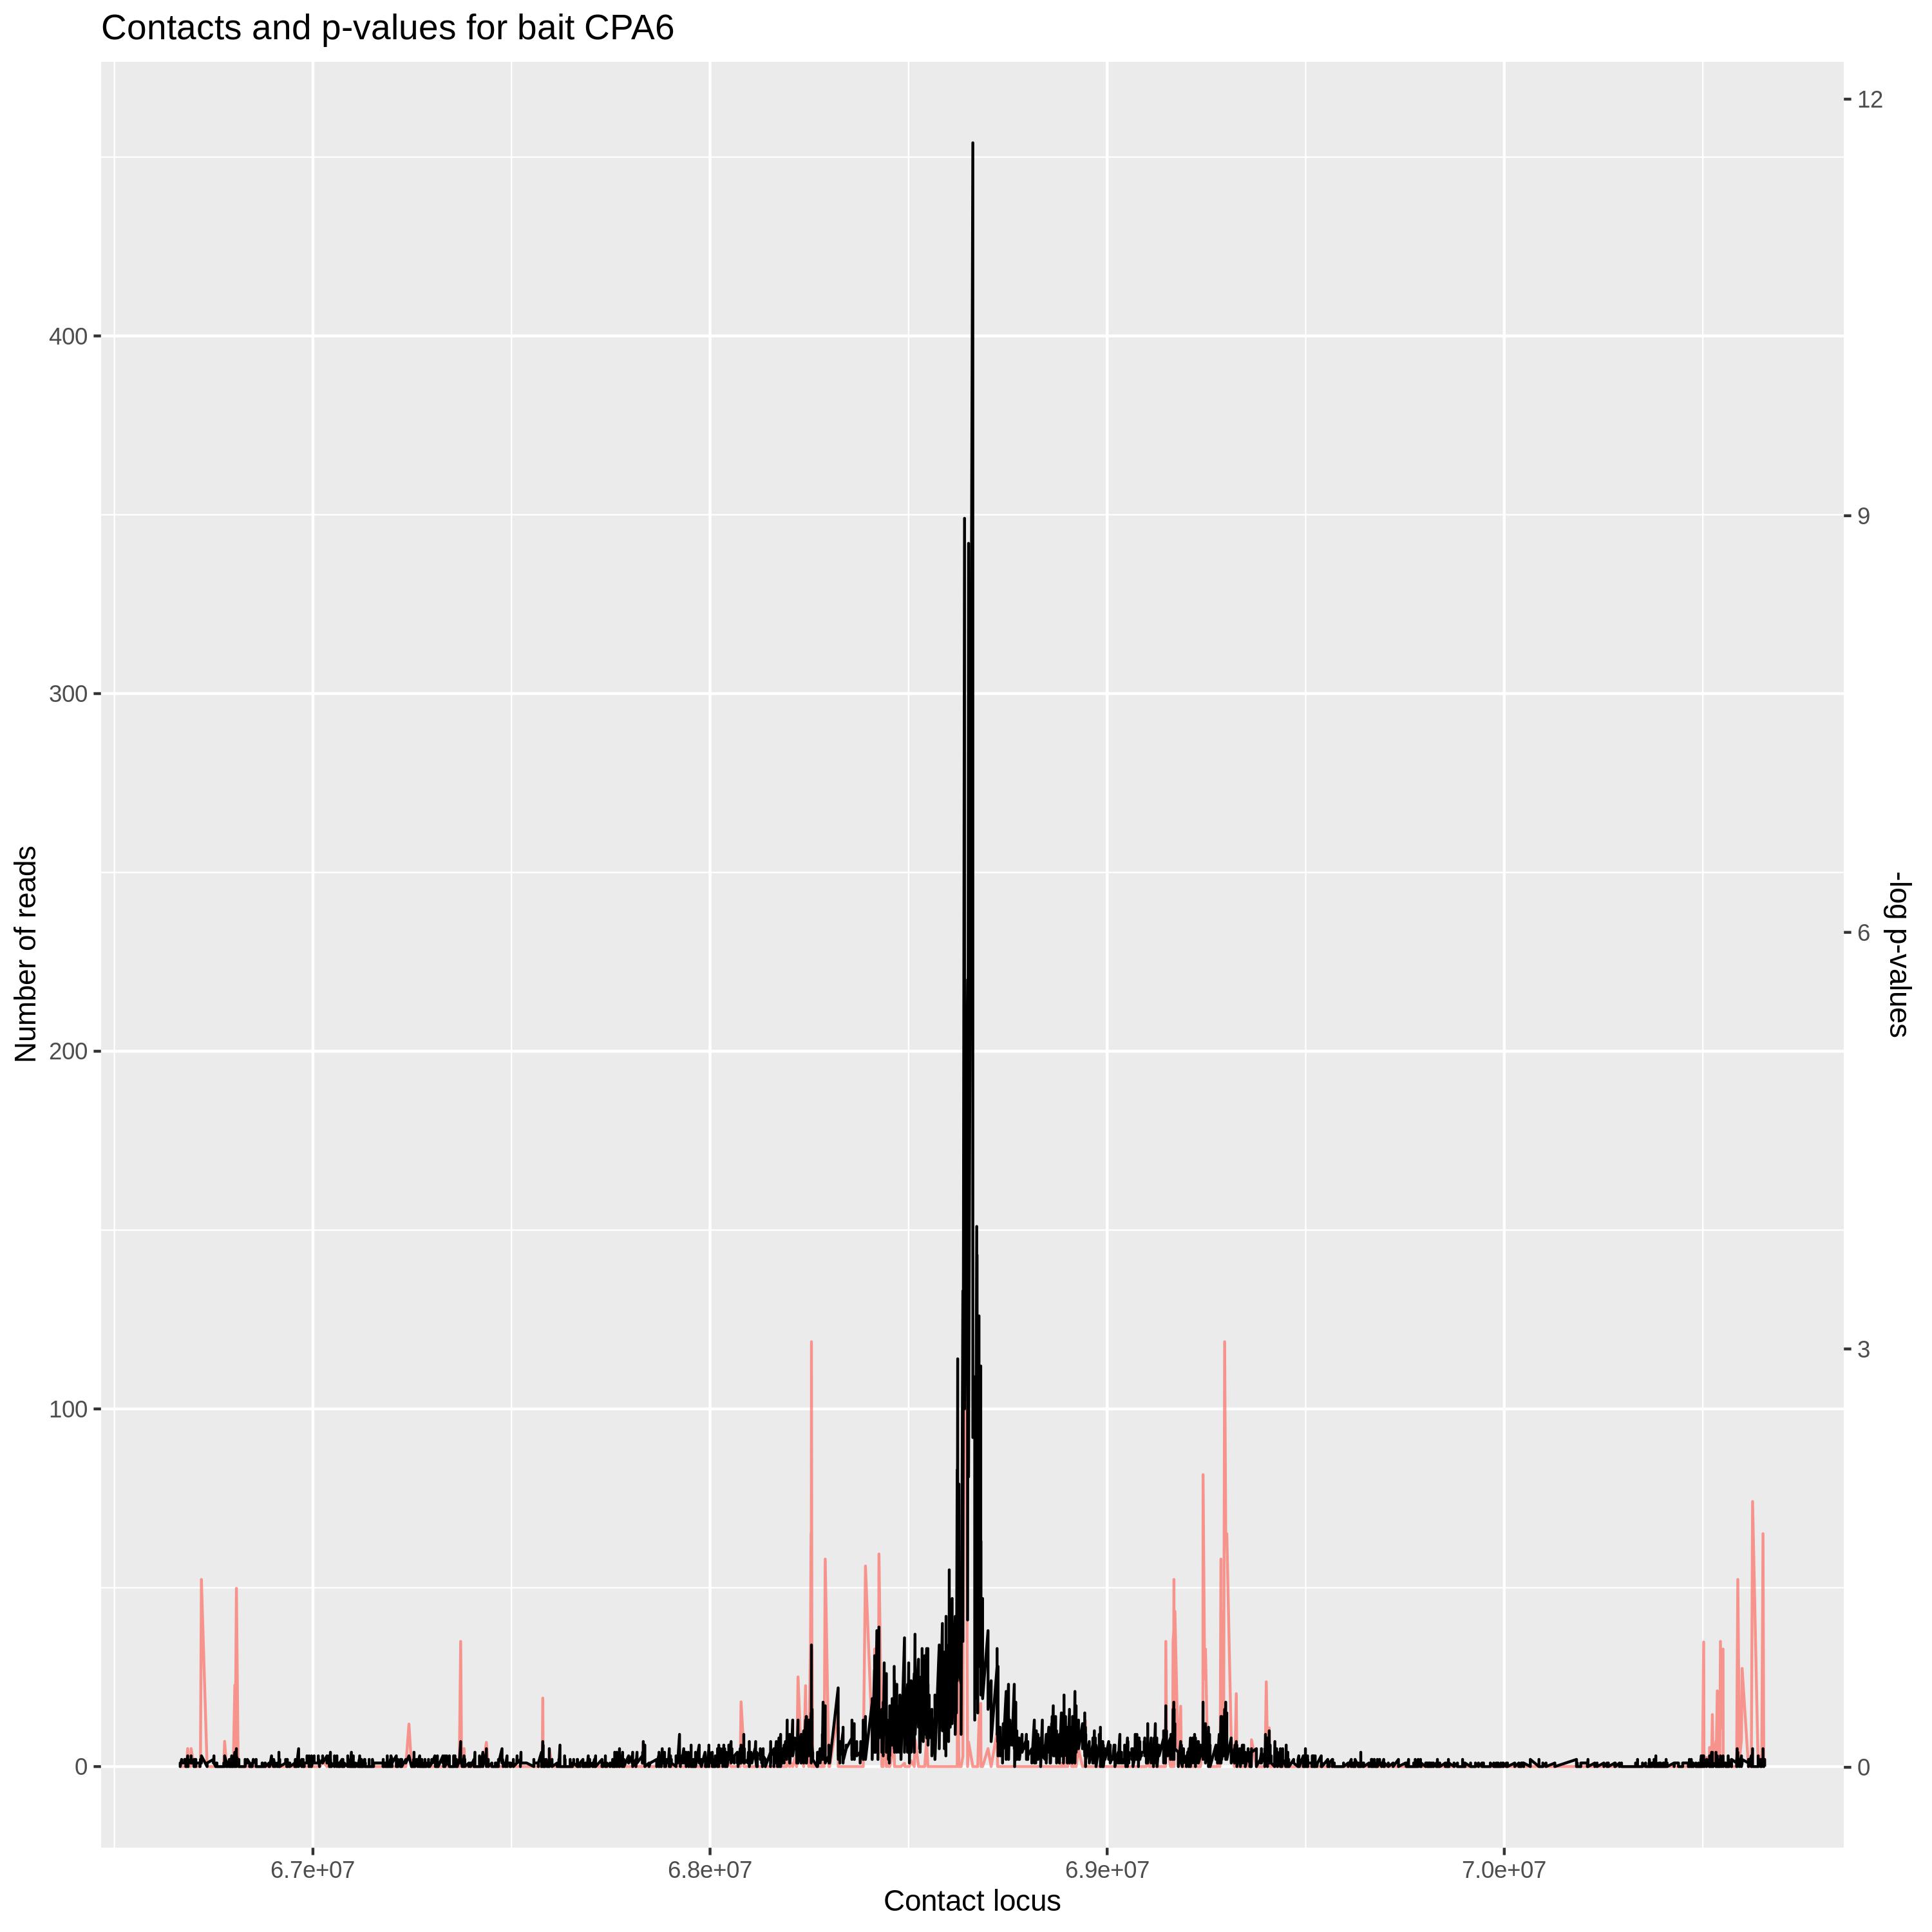 Contacts and p-values for bait CPA6
12
400
9
300
Number of reads
6
-log p-values
200
3
100
0
0
6.7e+07
6.8e+07
6.9e+07
7.0e+07
Contact locus